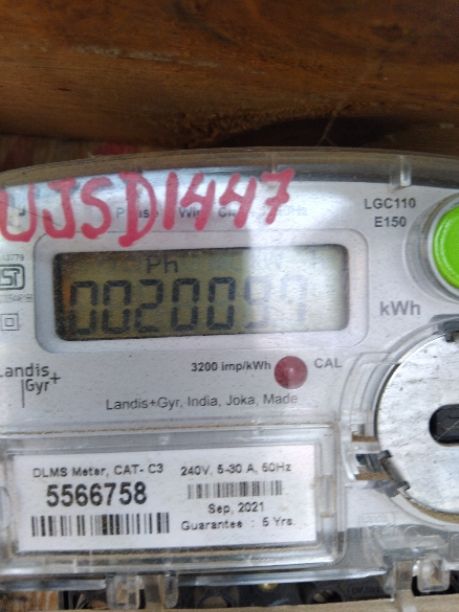 UJSD1447
LGC110
E150
Ph
00200
kWh
3200 imp/kWh
CAL
Landis
Gyr+
Landis+Gyr, India, Joka, Made
DLMS Meter, CAT- C3
240V, 5-30 A, 50Hz
5566758
Sep, 2021
Guarantee : 5 Yrs.